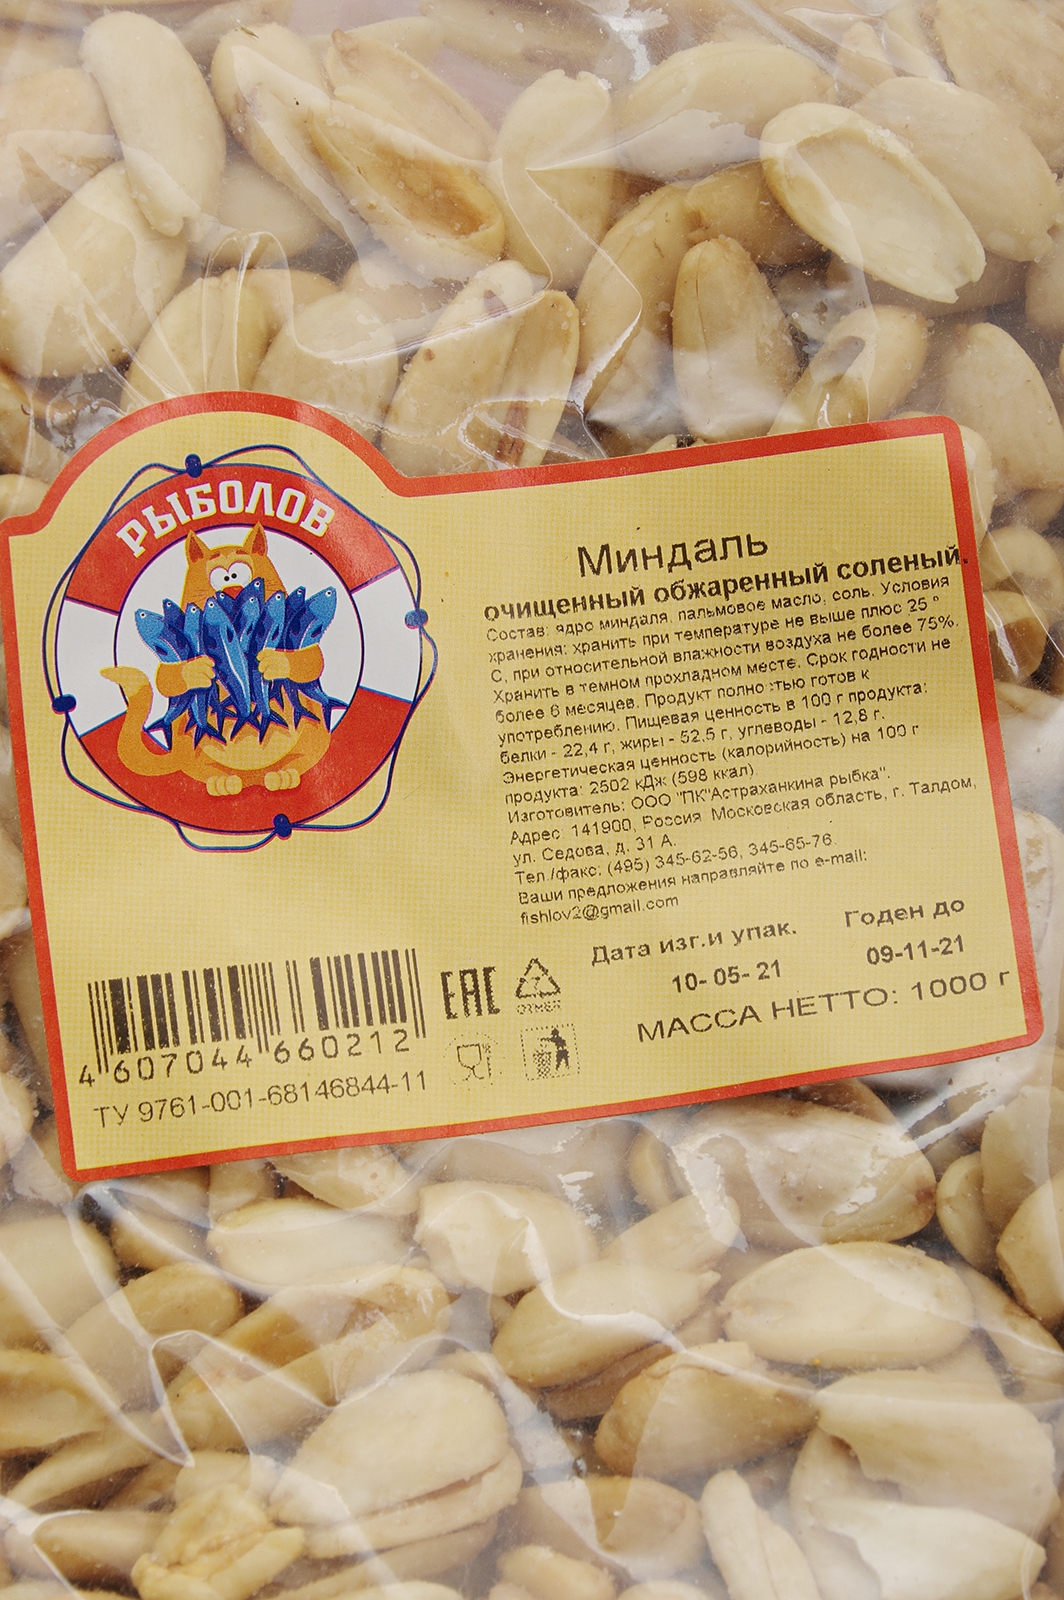 РЫБОЛОВ
Миндаль
очищенный обжаренный соленый.
Состав: ядро миндаля, пальмовое масло, соль. Условия
хранения: хранить при температуре не выше плюс 25 °
С, при относительной влажности воздуха не более 75%.
Хранить в темном прохладном месте. Срок годности не
более 6 месяцев. Продукт полностью готов к
употреблению. Пищевая ценность в 100 г продукта:
белки - 22,4 г, жиры - 52,5 г, углеводы - 12,8 г.
Энергетическая ценность (калорийность) на 100 г
продукта: 2502 кДж (598 ккал).
Изготовитель: ООО "ПК"Астраханкина рыбка".
Адрес: 141900, Россия, Московская область, г. Талдом,
ул. Седова, д. 31 А.
Тел./факс: (495) 345-62-56, 345-65-76.
Ваши предложения направляйте по e-mail:
fishlov2@gmail.com
Дата изг.и упак. Годен до
10- 05- 21 09-11-21
МАССА НЕТТО: 1000 г
EAC
7
4 607044 660212
ТУ 9761-001-68146844-11